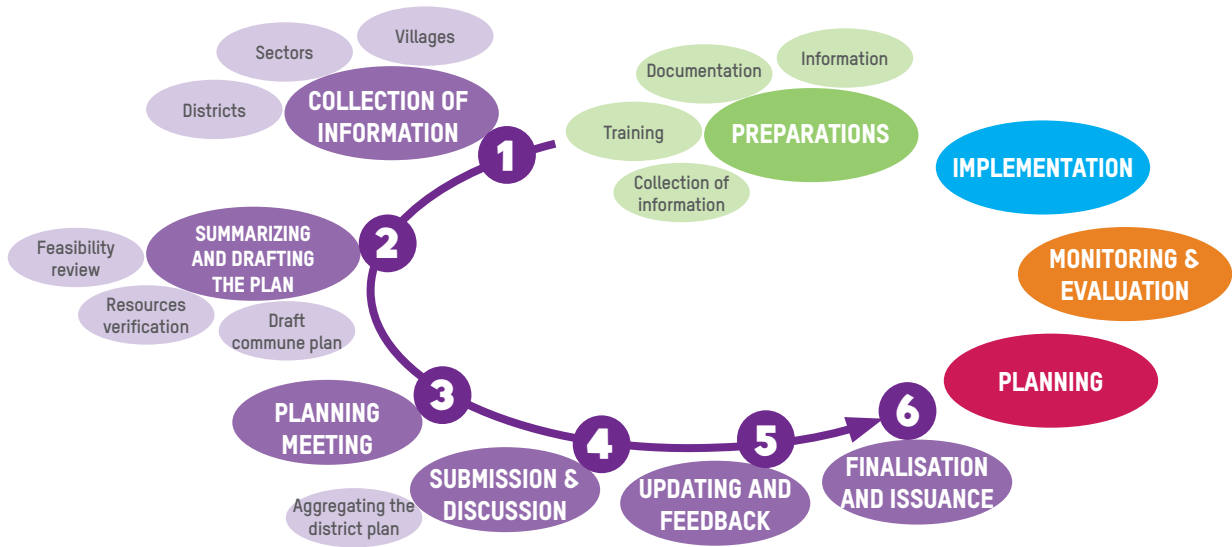 Villages
Sectors
Districts
COLLECTION OF
INFORMATION
1
Information
Documentation
Training
PREPARATIONS
Collection of
information
IMPLEMENTATION
MONITORING &
EVALUATION
PLANNING
2
SUMMARIZING
AND DRAFTING
THE PLAN
Feasibility
review
Resources
verification
Draft
commune plan
3
PLANNING
MEETING
4
SUBMISSION &
DISCUSSION
Aggregating the
district plan
5
UPDATING AND
FEEDBACK
6
FINALISATION
AND ISSUANCE